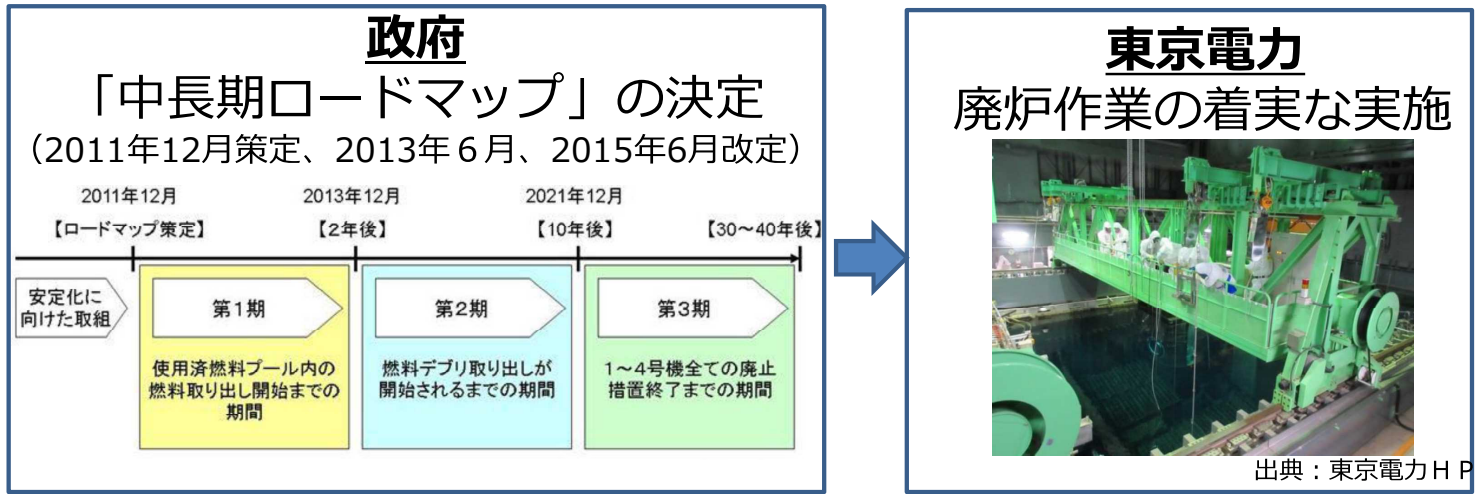 政府
「中長期ロードマップ」の決定
（2011年12月策定、2013年６月、2015年6月改定）
2011年12月
2013年12月
2021年12月
【ロードマップ策定】
【2年後】
【10年後】
【30～40年後】
安定化に
向けた取組
第1期
第2期
第3期
使用済燃料プール内の
燃料取り出し開始までの
期間
燃料デブリ取り出しが
開始されるまでの期間
1～4号機全ての廃止
措置終了までの期間
東京電力
廃炉作業の着実な実施
出典：東京電力ＨＰ